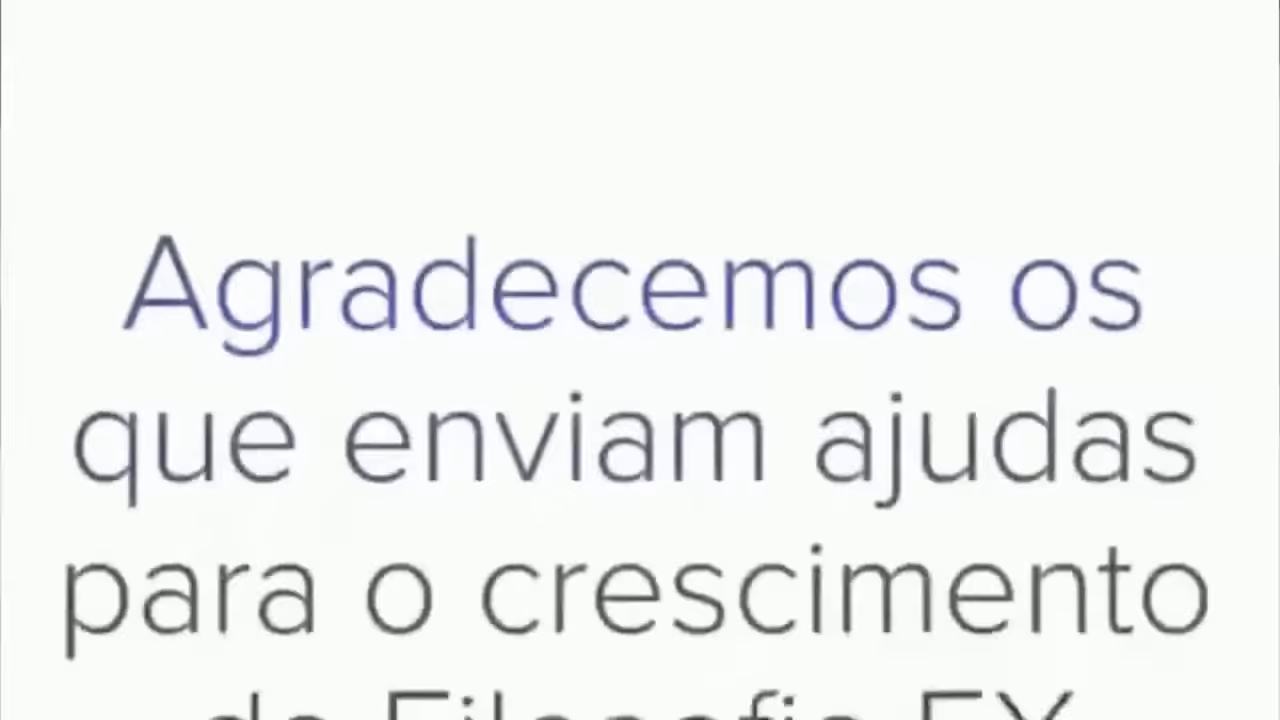 Agradecemos os
que enviam ajudas
para o crescimento